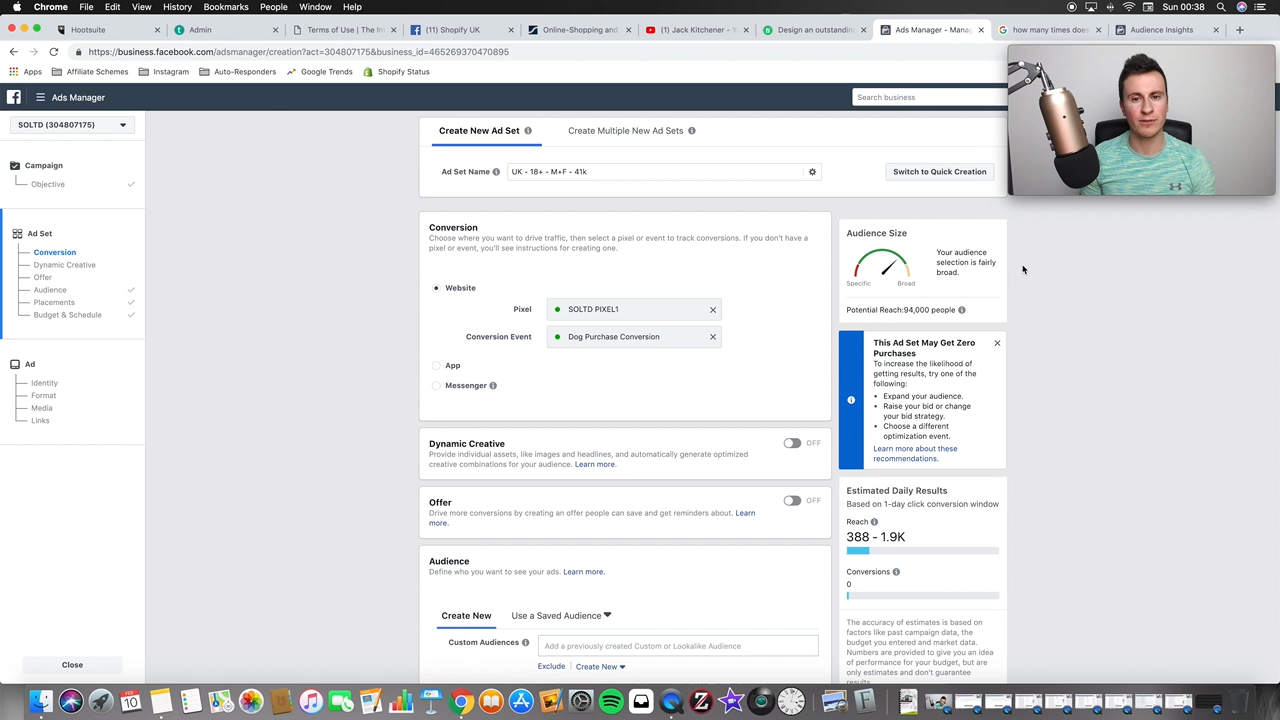 Chrome File Edit View History Bookmarks People Window Help
Sun 00:38
Hootsuite
Admin
Terms of Use | The In
(11) Shopify UK
Online-Shopping and
(1) Jack Kitchener - Y
Design an outstandin
Ads Manager - Manag
how many times does
Audience Insights
https://business.facebook.com/adsmanager/creation?act=304807175&business_id=465269370470895
Apps
Affiliate Schemes
Instagram
Auto-Responders
Google Trends
Shopify Status
Ads Manager
Search business
SOLTD (304807175)
Campaign
Objective
Ad Set
Conversion
Dynamic Creative
Offer
Audience
Placements
Budget & Schedule
Ad
Identity
Format
Media
Links
Close
Create New Ad Set
Create Multiple New Ad Sets
Ad Set Name
UK - 18+ - M+F - 41k
Switch to Quick Creation
Conversion
Choose where you want to drive traffic, then select a pixel or event to track conversions. If you don't have a
pixel or event, you'll see instructions for creating one.
Website
Pixel
SOLTD PIXEL1
Conversion Event
Dog Purchase Conversion
App
Messenger
Dynamic Creative
OFF
Provide individual assets, like images and headlines, and automatically generate optimized
creative combinations for your audience. Learn more.
Offer
OFF
Drive more conversions by creating an offer people can save and get reminders about. Learn
more.
Audience
Define who you want to see your ads. Learn more.
Create New
Use a Saved Audience
Custom Audiences
Add a previously created Custom or Lookalike Audience
Exclude
Create New
Audience Size
Your audience
selection is fairly
broad.
Specific
Broad
Potential Reach:94,000 people
This Ad Set May Get Zero
Purchases
To increase the likelihood of
getting results, try one of the
following:
Expand your audience.
Raise your bid or change
your bid strategy.
Choose a different
optimization event.
Learn more about these
recommendations.
Estimated Daily Results
Based on 1-day click conversion window
Reach
388 - 1.9K
Conversions
0
The accuracy of estimates is based on
factors like past campaign data, the
budget you entered and market data.
Numbers are provided to give you an idea
of performance for your budget, but are
only estimates and don't guarantee
results.
FEB
10